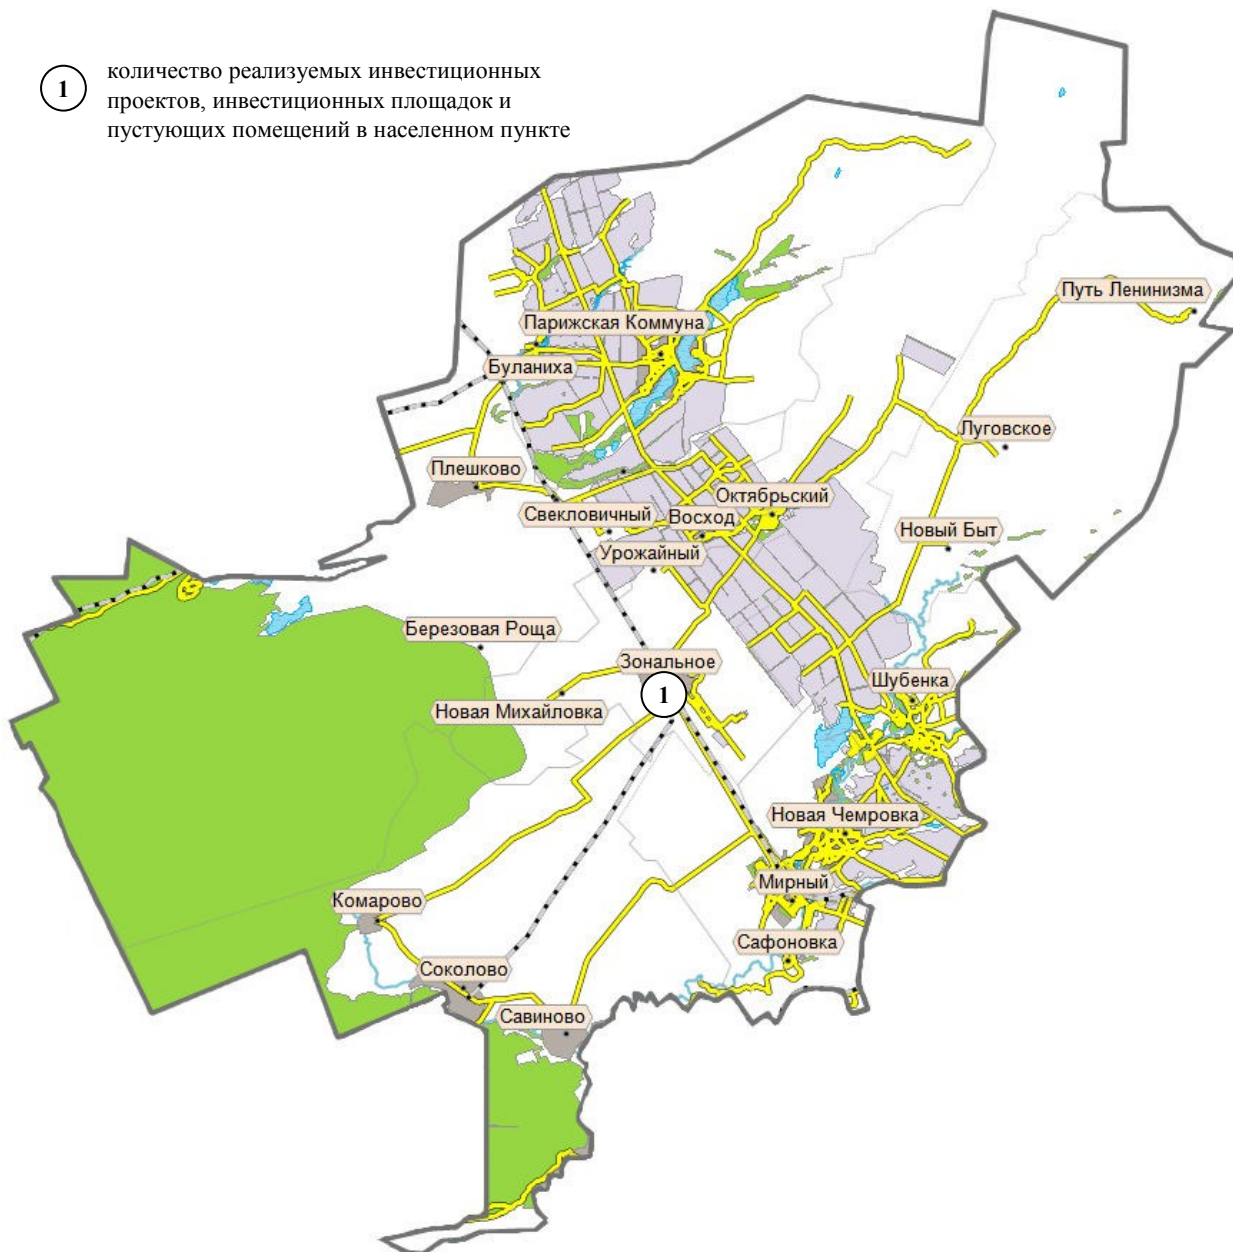 1
количество реализуемых инвестиционных
проектов, инвестиционных площадок и
пустующих помещений в населенном пункте
Путь Ленинизма
Парижская Коммуна
Буланиха
Луговское
Плешково
Октябрьский
Свекловичный
Восход
Новый Быт
Урожайный
Березовая Роща
Зональное
Шубенка
1
Новая Михайловка
Новая Чемровка
Мирный
Комарово
Сафоновка
Соколово
Савиново